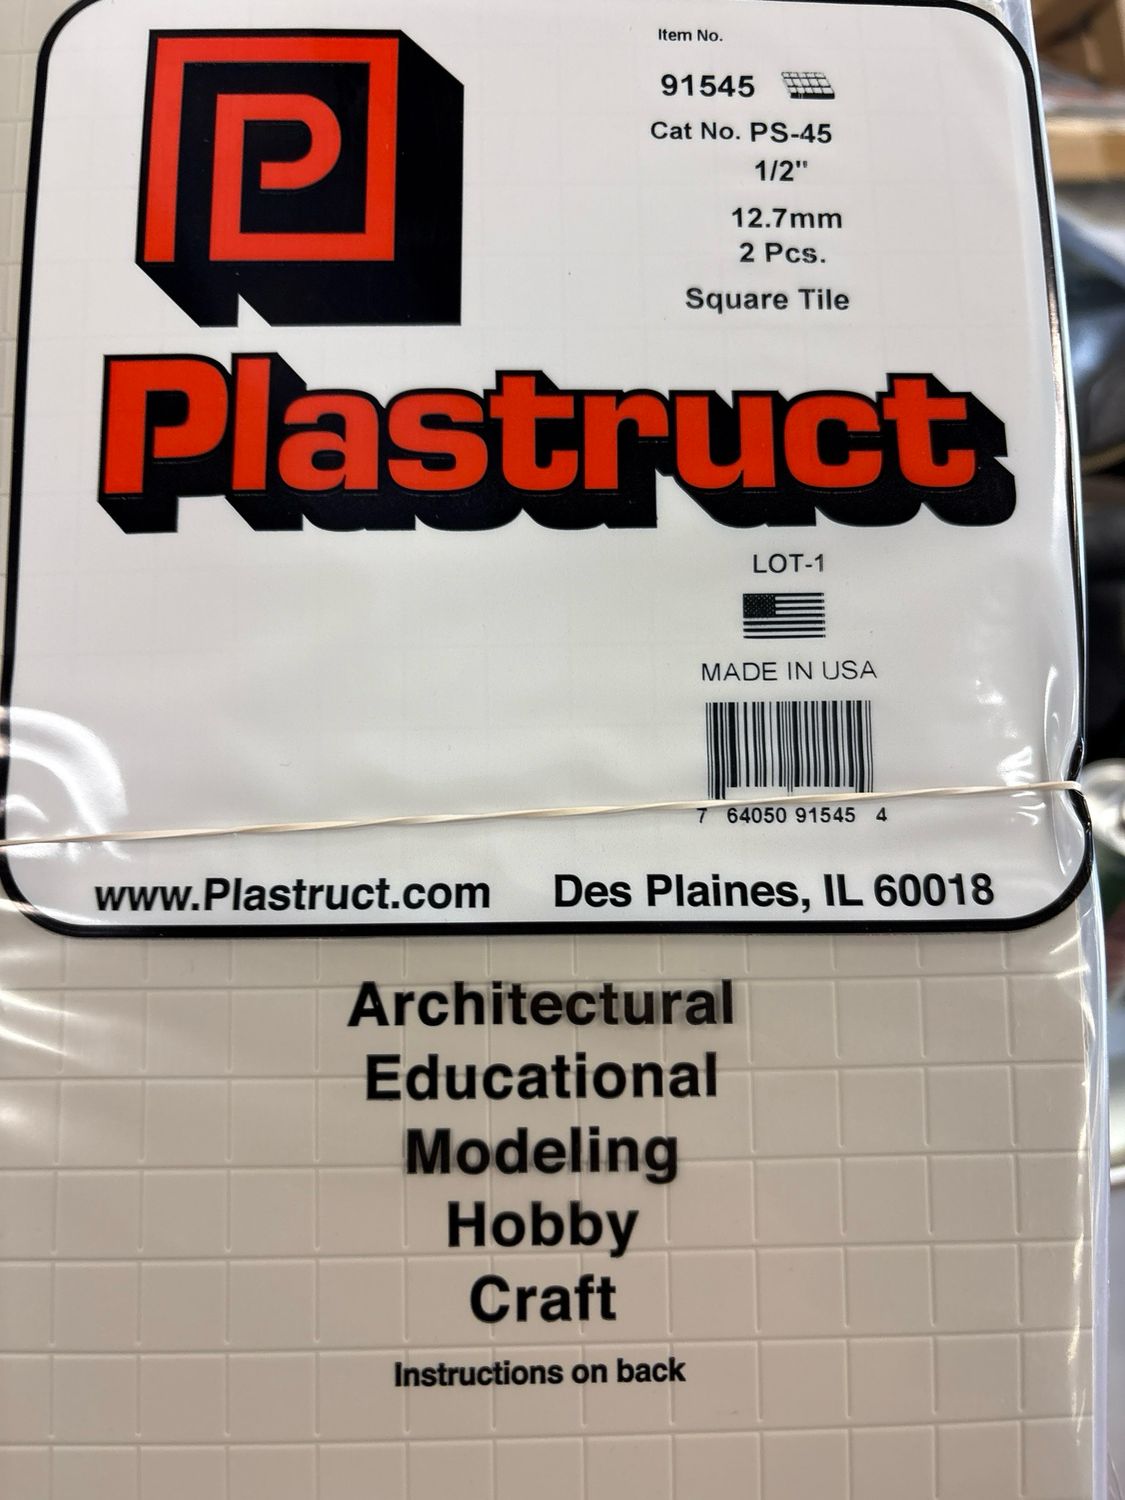 P
Item No.
91545
Cat No. PS-45
1/2"
12.7mm
2 Pcs.
Square Tile
Plastruct
LOT-1
MADE IN USA
7 64050 91545 4
www.Plastruct.com Des Plaines, IL 60018
Architectural
Educational
Modeling
Hobby
Craft
Instructions on back